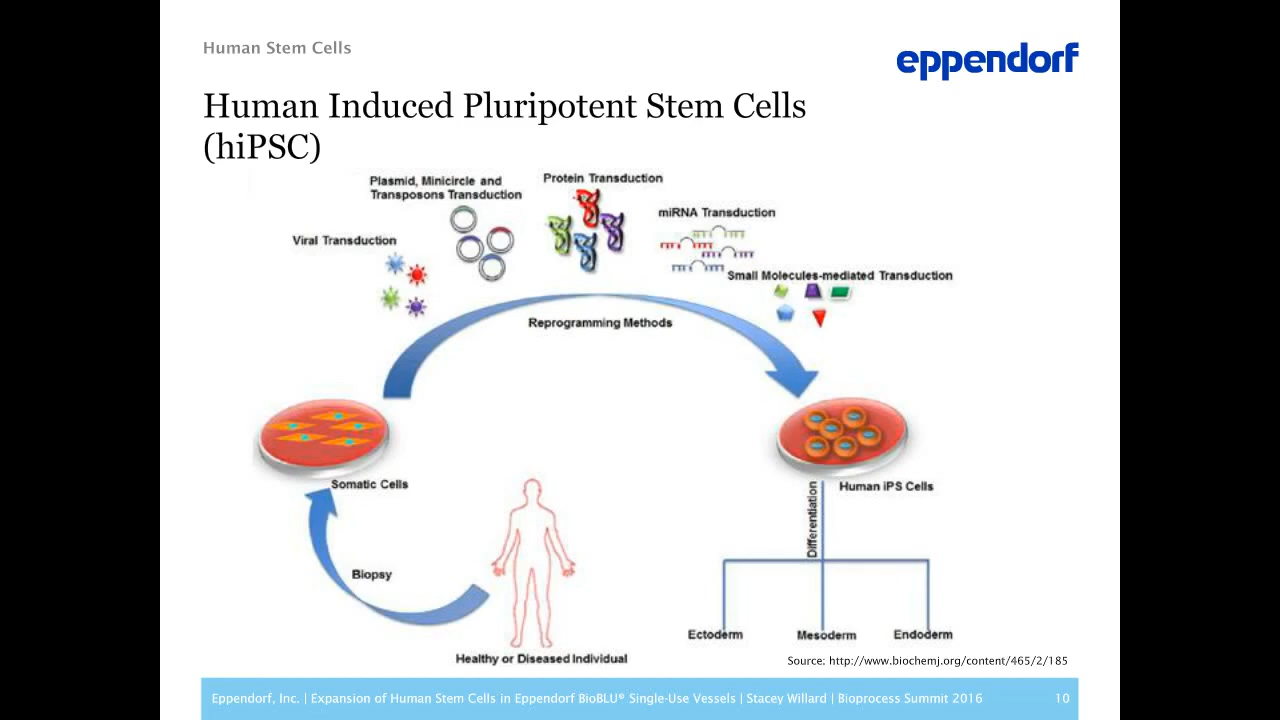 Human Stem Cells
eppendorf
Human Induced Pluripotent Stem Cells
(hiPSC)
Plasmid, Minicircle and
Transposons Transduction
Protein Transduction
miRNA Transduction
Viral Transduction
Small Molecules-mediated Transduction
Reprogramming Methods
Somatic Cells
Human iPS Cells
Differentiation
Biopsy
Ectoderm
Mesoderm
Endoderm
Healthy or Diseased Individual
Source: http://www.biochemj.org/content/465/2/185
Eppendorf, Inc. | Expansion of Human Stem Cells in Eppendorf BioBLU® Single-Use Vessels | Stacey Willard | Bioprocess Summit 2016 10